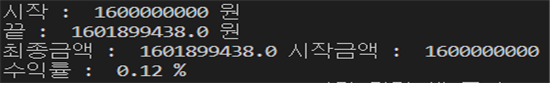 시작 : 1600000000 원
끝 : 1601899438.0 원
최종금액 : 1601899438.0 시작금액 : 1600000000
수익률 : 0.12 %